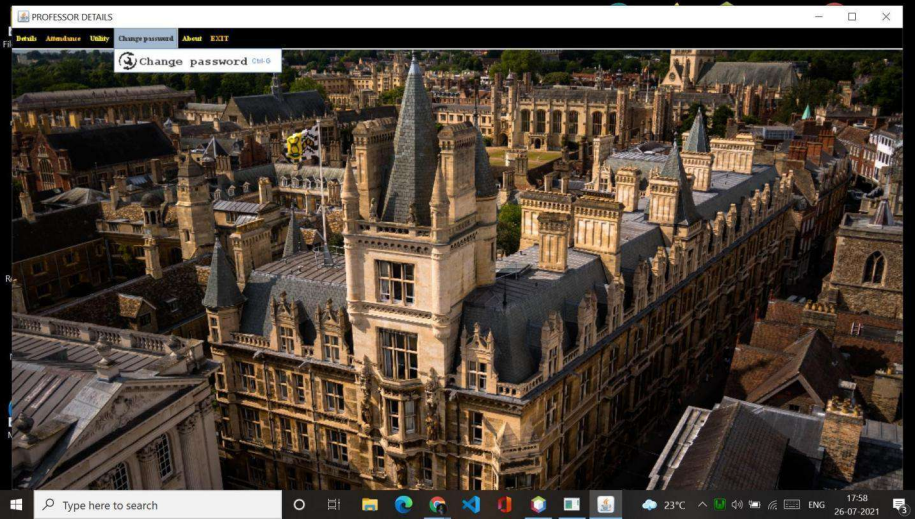 PROFESSOR DETAILS
Details Attendance Utility Change password About EXIT
Change password Ctrl-G
Type here to search
23°C ENG 17:58
26-07-2021
3